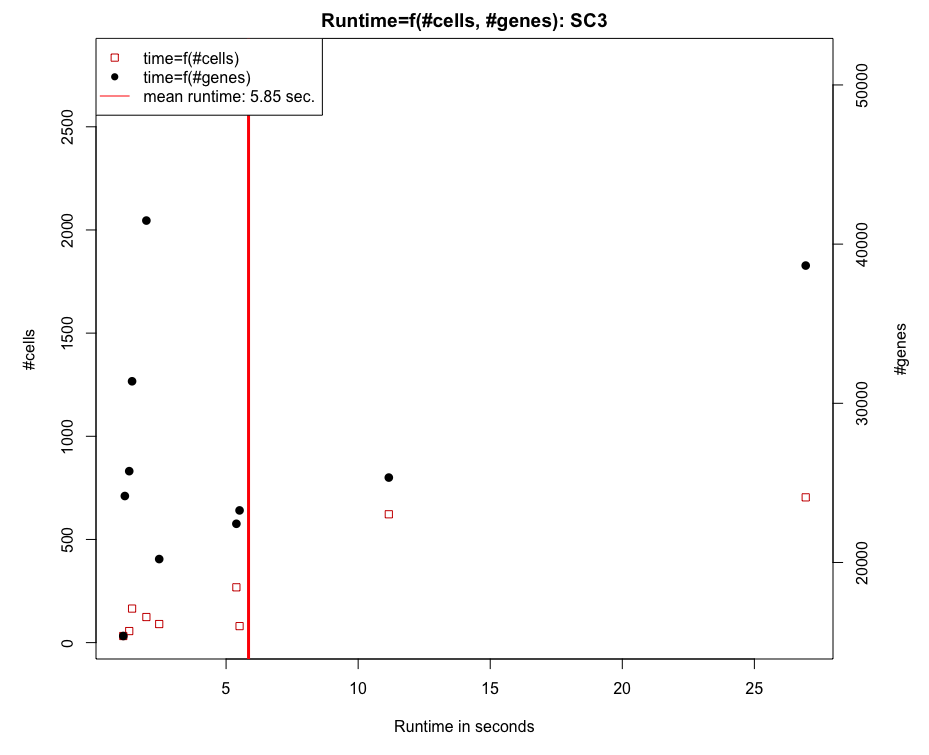 Runtime=f(#cells, #genes): SC3
time=f(#cells)
time=f(#genes)
mean runtime: 5.85 sec.
#cells
0
500
1000
1500
2000
2500
#genes
20000
30000
40000
50000
5
10
15
20
25
Runtime in seconds